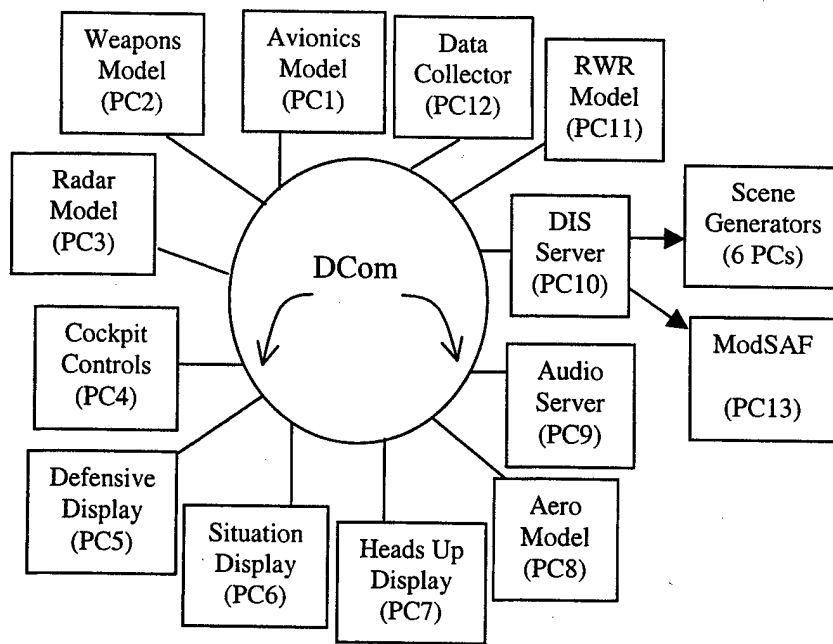 Weapons
Model
(PC2)
Avionics
Model
(PC1)
Data
Collector
(PC12)
RWR
Model
(PC11)
Radar
Model
(PC3)
DIS
Server
(PC10)
Scene
Generators
(6 PCs)
DCom
Cockpit
Controls
(PC4)
Audio
Server
(PC9)
ModSAF
(PC13)
Defensive
Display
(PC5)
Situation
Display
(PC6)
Heads Up
Display
(PC7)
Aero
Model
(PC8)